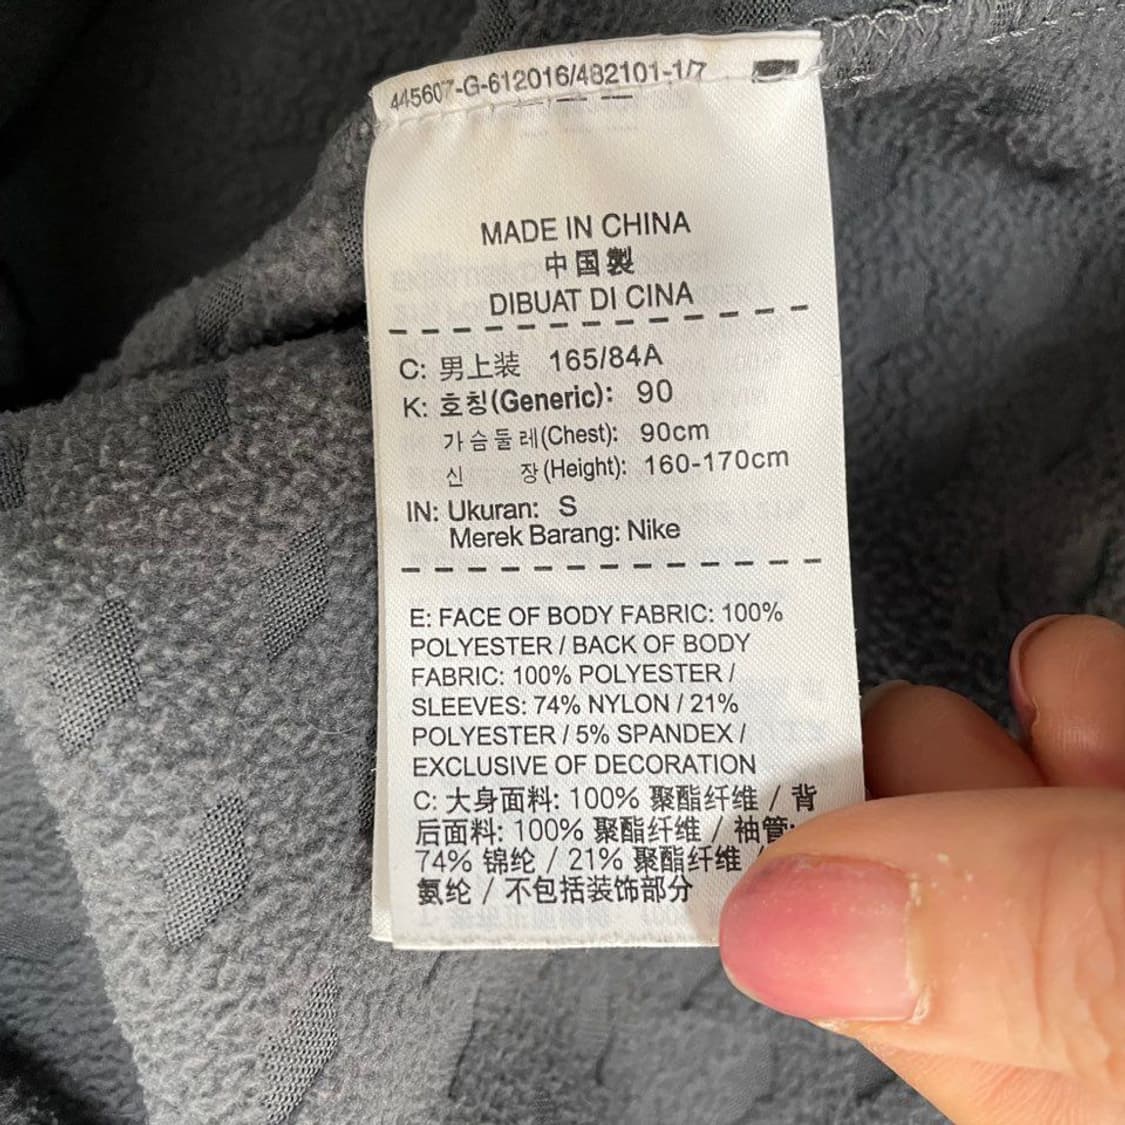 445607-G-612016/482101-1/7
MADE IN CHINA
中国製
DIBUAT DI CINA
C: 男上装 165/84A
K: 호칭(Generic): 90
가슴둘레(Chest): 90cm
신 장(Height): 160-170cm
IN: Ukuran: S
Merek Barang: Nike
E: FACE OF BODY FABRIC: 100%
POLYESTER / BACK OF BODY
FABRIC: 100% POLYESTER /
SLEEVES: 74% NYLON / 21%
POLYESTER / 5% SPANDEX /
EXCLUSIVE OF DECORATION
C: 大身面料: 100% 聚酯纤维 / 背
后面料: 100% 聚酯纤维 / 袖管:
74% 锦纶 / 21% 聚酯纤维 /
氨纶 / 不包括装饰部分